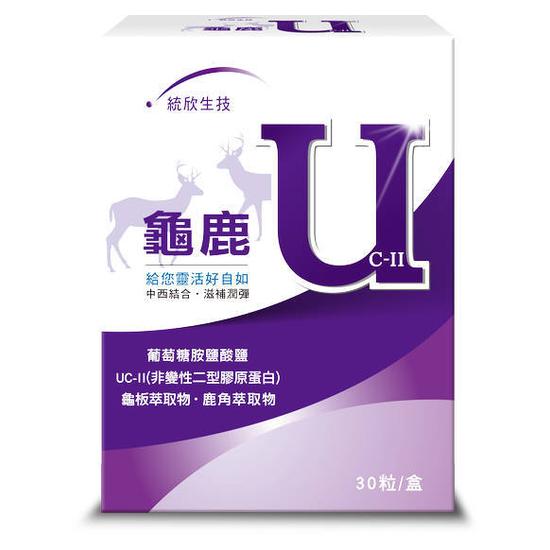 統欣生技
龜鹿
UC-II
給您靈活好自如
中西結合・滋補潤彈
葡萄糖胺鹽酸鹽
UC-II(非變性二型膠原蛋白)
龜板萃取物・鹿角萃取物
30粒/盒